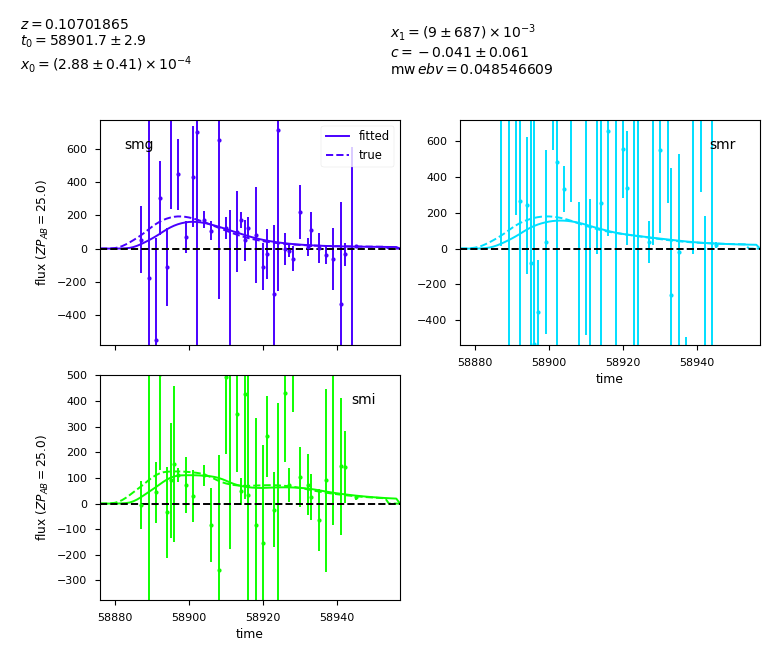 z = 0.10701865
t₀ = 58901.7 ± 2.9
x₀ = (2.88 ± 0.41) × 10⁻⁴
x₁ = (9 ± 687) × 10⁻³
c = −0.041 ± 0.061
mw ebv = 0.048546609
smg
fitted
true
600
400
200
0
−200
−400
flux (ZP_AB = 25.0)
smr
600
400
200
0
−200
−400
58880 58900 58920 58940
time
smi
500
400
300
200
100
0
−100
−200
−300
flux (ZP_AB = 25.0)
58880 58900 58920 58940
time